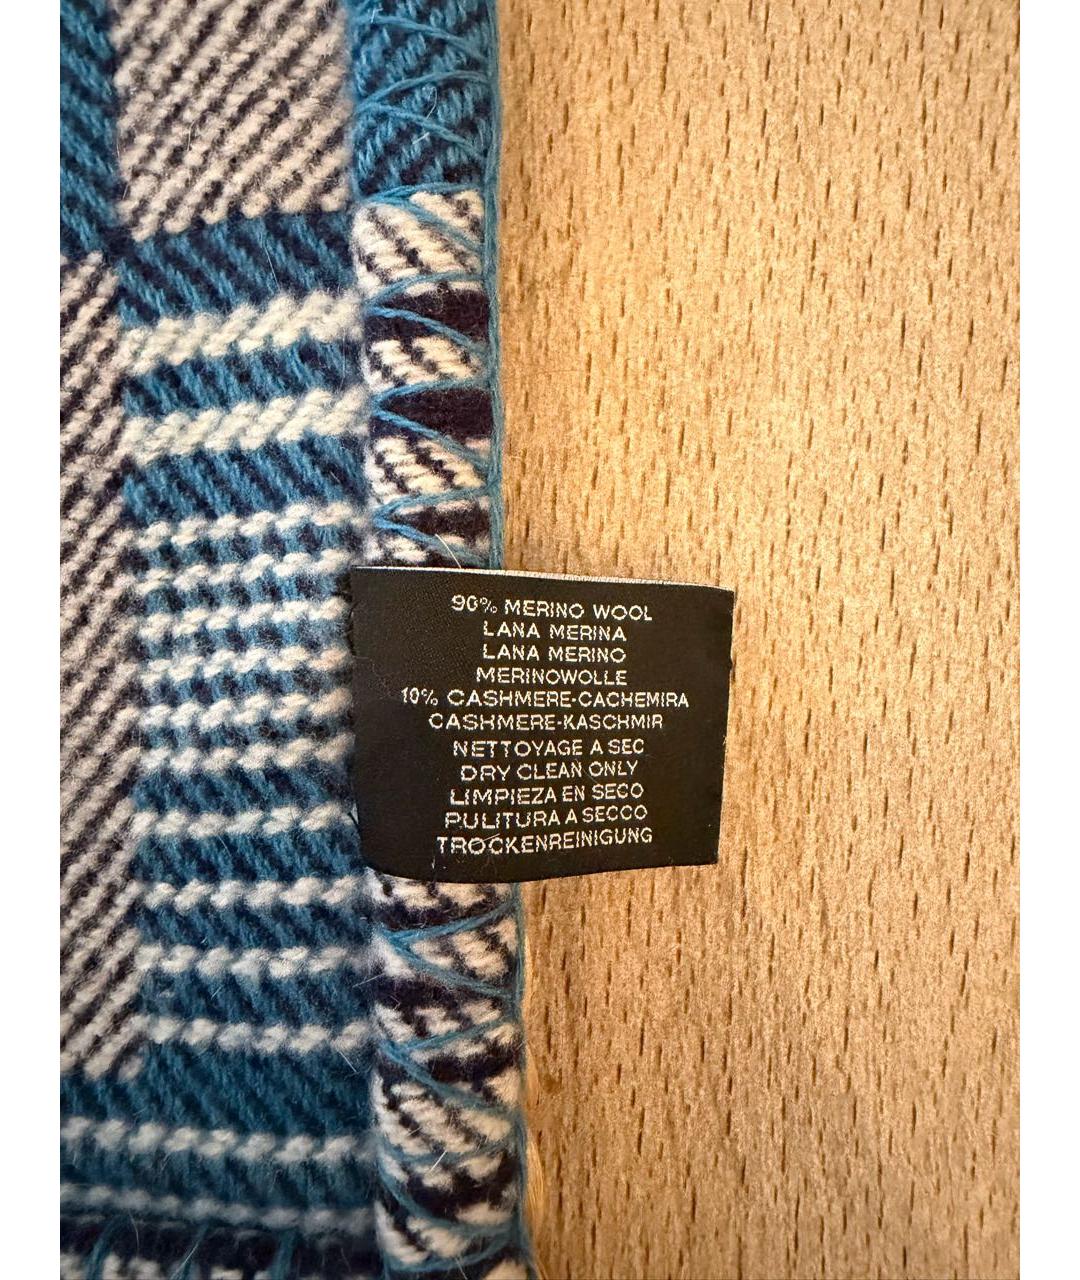 90% MERINO WOOL
LANA MERINA
LANA MERINO
MERINOWOLLE
10% CASHMERE-CACHEMIRA
CASHMERE-KASCHMIR
NETTOYAGE A SEC
DRY CLEAN ONLY
LIMPIEZA EN SECO
PULITURA A SECCO
TROCKENREINIGUNG